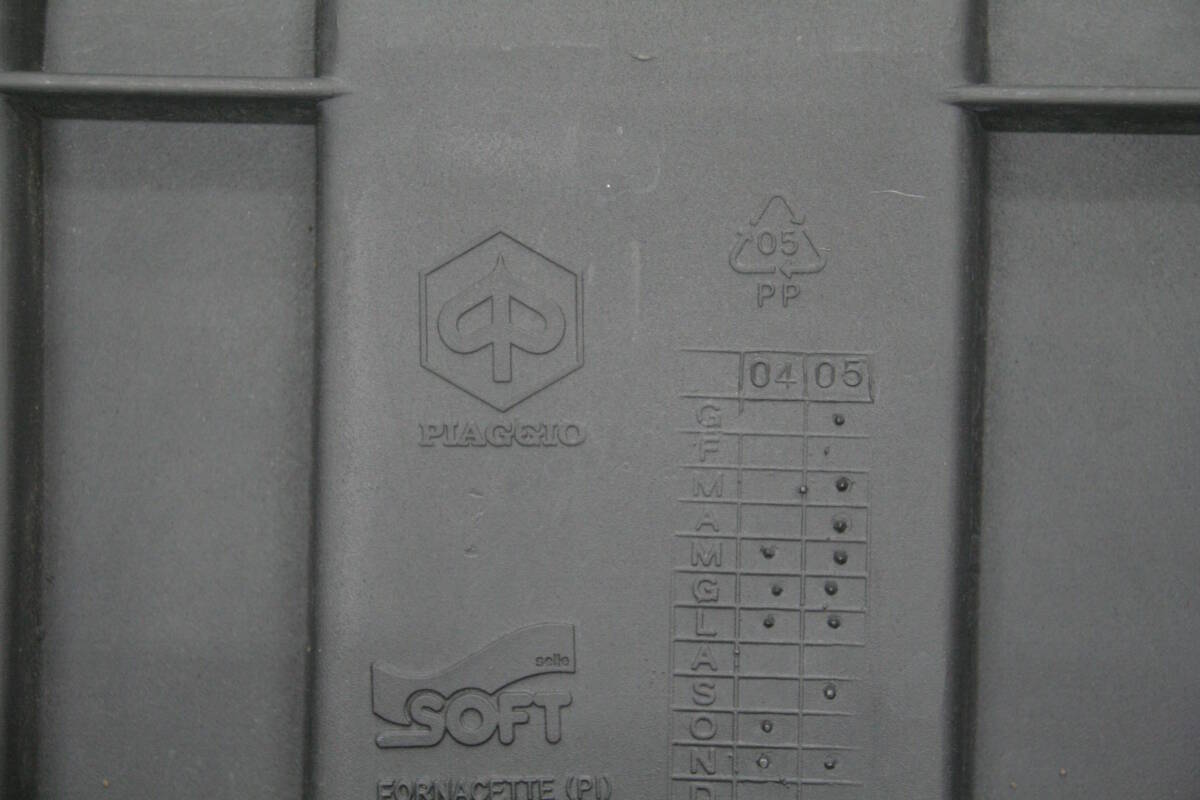 PIAGGIO
05
PP
04 05
G
F
M
A
M
G
L
A
S
O
N
D
selle
SOFT
FORNACETTE (PI)